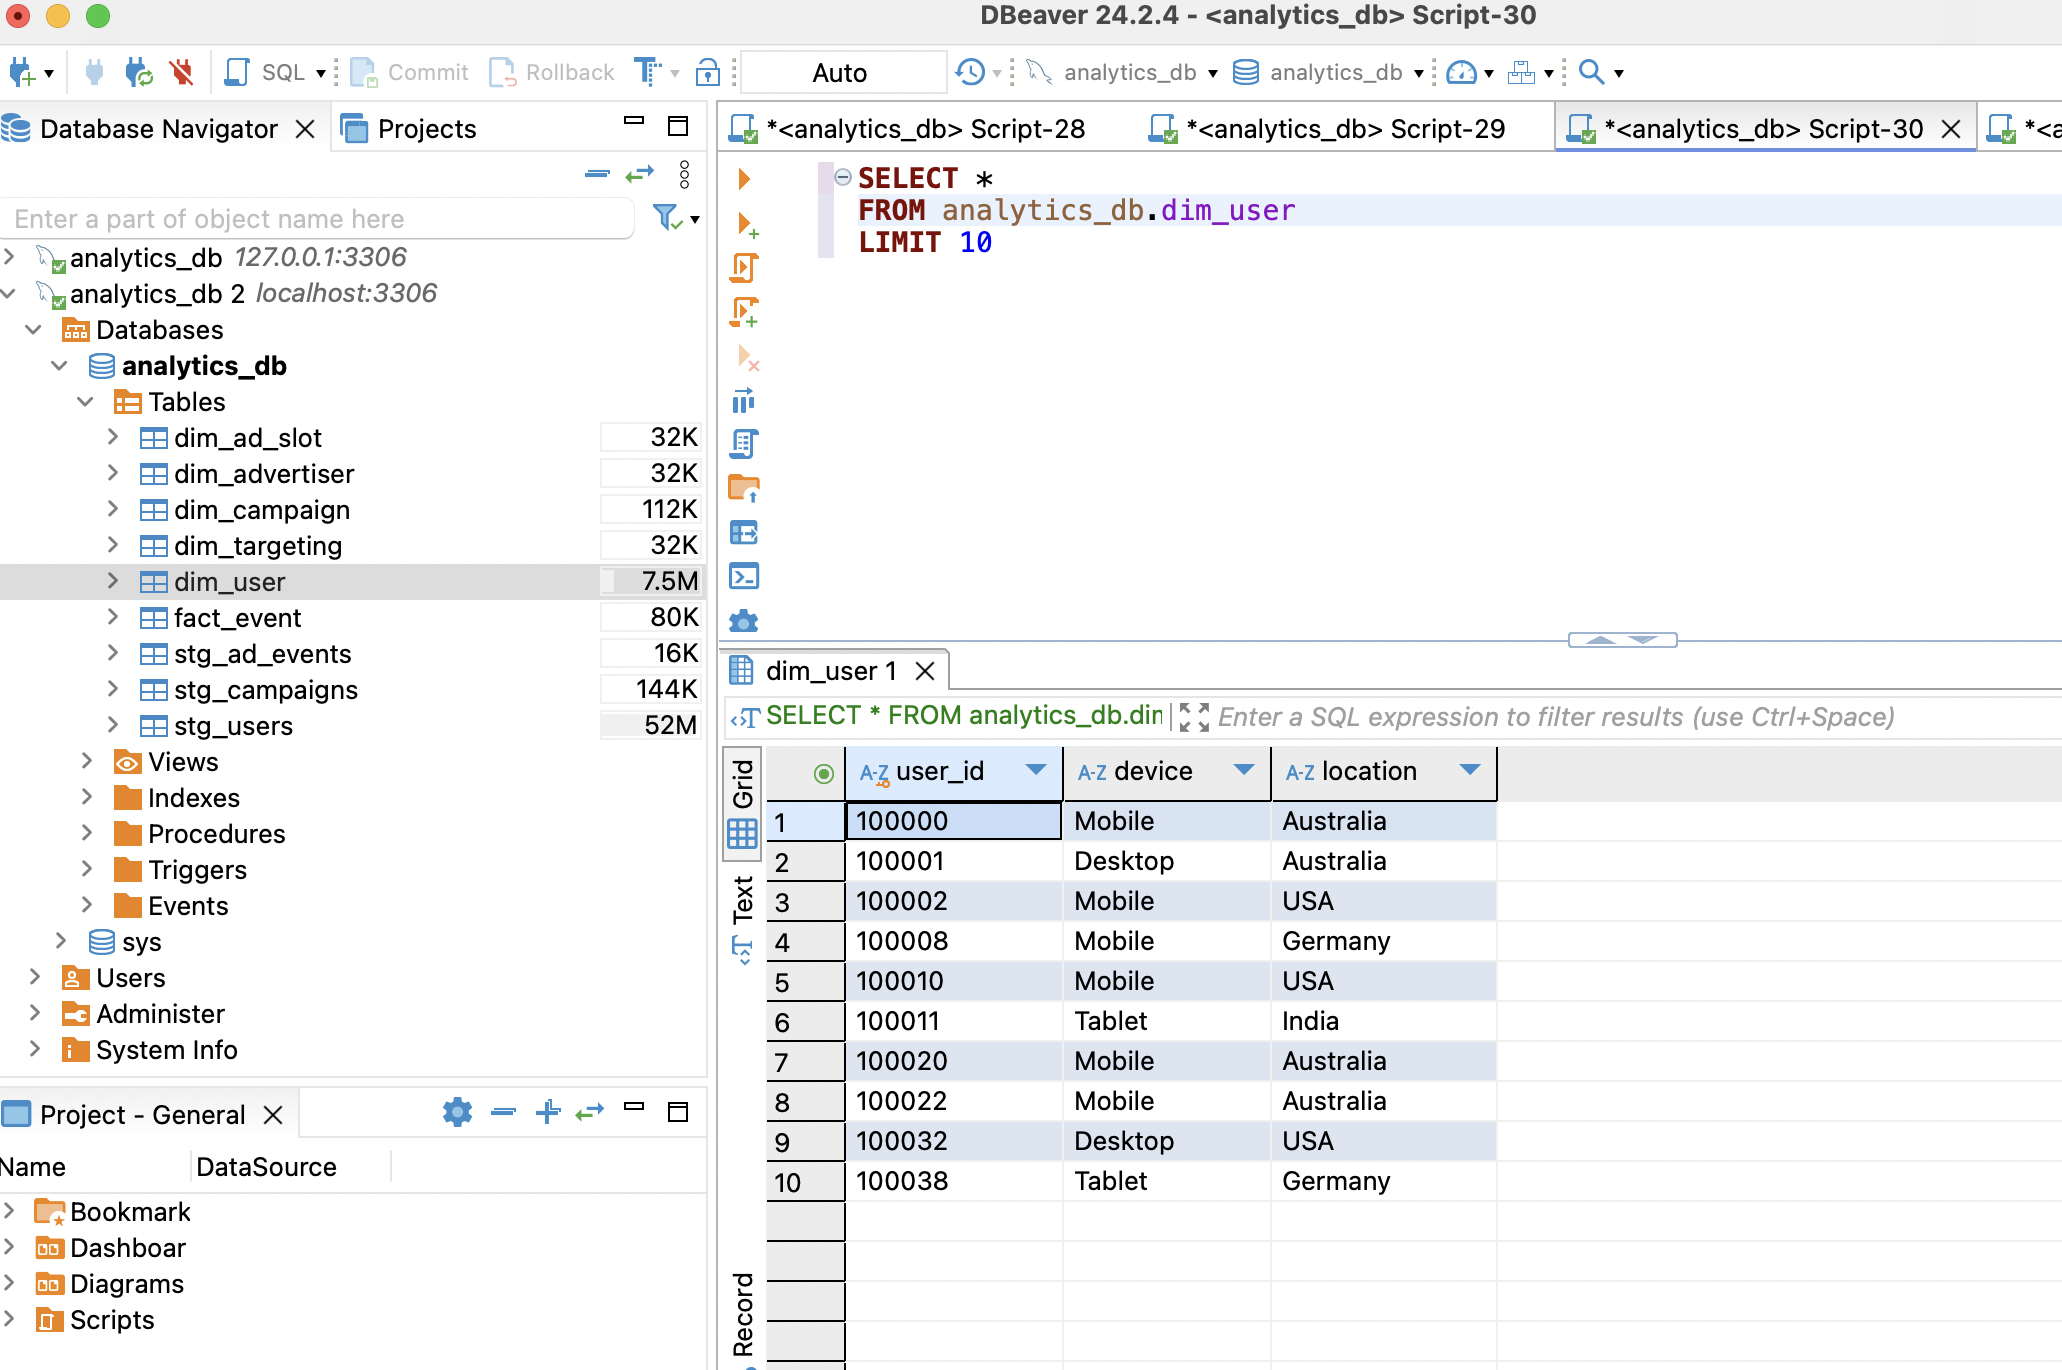 DBeaver 24.2.4 - <analytics_db> Script-30
SQL Commit Rollback Auto analytics_db analytics_db
Database Navigator Projects
Enter a part of object name here
analytics_db 127.0.0.1:3306
analytics_db 2 localhost:3306
Databases
analytics_db
Tables
dim_ad_slot 32K
dim_advertiser 32K
dim_campaign 112K
dim_targeting 32K
dim_user 7.5M
fact_event 80K
stg_ad_events 16K
stg_campaigns 144K
stg_users 52M
Views
Indexes
Procedures
Triggers
Events
sys
Users
Administer
System Info
Project - General
Name DataSource
Bookmark
Dashboar
Diagrams
Scripts
*<analytics_db> Script-28 *<analytics_db> Script-29 *<analytics_db> Script-30 *<a
SELECT *
FROM analytics_db.dim_user
LIMIT 10
dim_user 1
SELECT * FROM analytics_db.din Enter a SQL expression to filter results (use Ctrl+Space)
Grid
Text
Record
A-Z user_id A-Z device A-Z location
1 100000 Mobile Australia
2 100001 Desktop Australia
3 100002 Mobile USA
4 100008 Mobile Germany
5 100010 Mobile USA
6 100011 Tablet India
7 100020 Mobile Australia
8 100022 Mobile Australia
9 100032 Desktop USA
10 100038 Tablet Germany